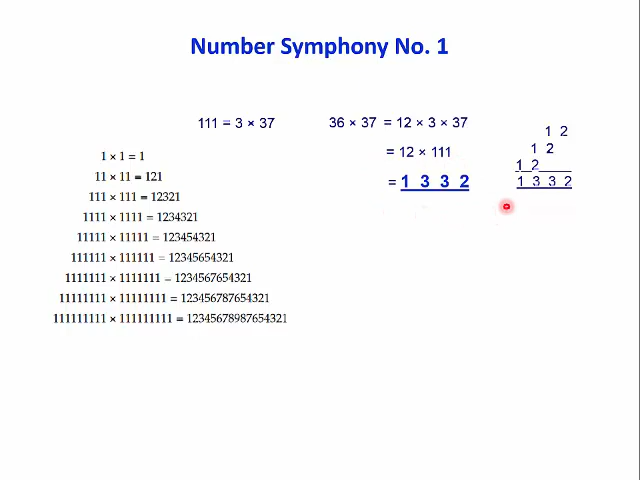 Number Symphony No. 1
111 = 3 × 37
36 × 37 = 12 × 3 × 37
= 12 × 111
= 1 3 3 2
1 2
1 2
1 2
1 3 3 2
1 × 1 = 1
11 × 11 = 121
111 × 111 = 12321
1111 × 1111 = 1234321
11111 × 11111 = 123454321
111111 × 111111 = 12345654321
1111111 × 1111111 = 1234567654321
11111111 × 11111111 = 123456787654321
111111111 × 111111111 = 12345678987654321